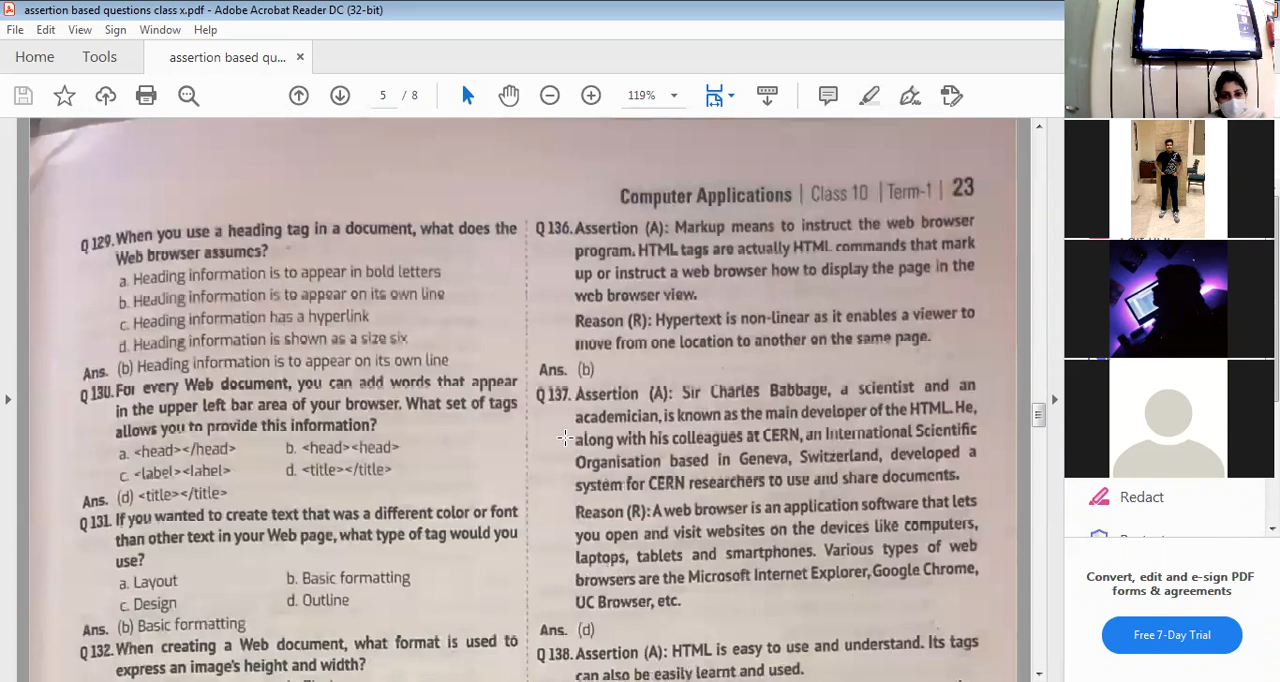 assertion based questions class x.pdf - Adobe Acrobat Reader DC (32-bit)
File Edit View Sign Window Help
Home Tools assertion based qu... ×
5 / 8 119%
Computer Applications | Class 10 | Term-1 | 23
Q 129. When you use a heading tag in a document, what does the
Web browser assumes?
a. Heading information is to appear in bold letters
b. Heading information is to appear on its own line
c. Heading information has a hyperlink
d. Heading information is shown as a size six
Ans. (b) Heading information is to appear on its own line
Q 130. For every Web document, you can add words that appear
in the upper left bar area of your browser. What set of tags
allows you to provide this information?
a. <head></head> b. <head><head>
c. <label><label> d. <title></title>
Ans. (d) <title></title>
Q 131. If you wanted to create text that was a different color or font
than other text in your Web page, what type of tag would you
use?
a. Layout b. Basic formatting
c. Design d. Outline
Ans. (b) Basic formatting
Q 132. When creating a Web document, what format is used to
express an image's height and width?
Q 136. Assertion (A): Markup means to instruct the web browser
program. HTML tags are actually HTML commands that mark
up or instruct a web browser how to display the page in the
web browser view.
Reason (R): Hypertext is non-linear as it enables a viewer to
move from one location to another on the same page.
Ans. (b)
Q 137. Assertion (A): Sir Charles Babbage, a scientist and an
academician, is known as the main developer of the HTML. He,
along with his colleagues at CERN, an International Scientific
Organisation based in Geneva, Switzerland, developed a
system for CERN researchers to use and share documents.
Reason (R): A web browser is an application software that lets
you open and visit websites on the devices like computers,
laptops, tablets and smartphones. Various types of web
browsers are the Microsoft Internet Explorer, Google Chrome,
UC Browser, etc.
Ans. (d)
Q 138. Assertion (A): HTML is easy to use and understand. Its tags
can also be easily learnt and used.
Redact
Convert, edit and e-sign PDF
forms & agreements
Free 7-Day Trial